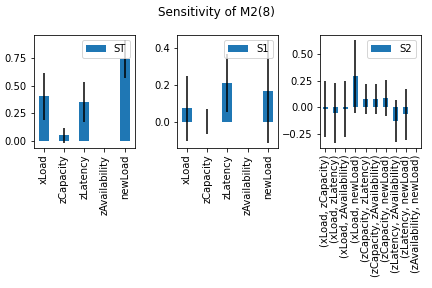 Sensitivity of M2(8)
ST
0.75
0.50
0.25
0.00
xLoad
zCapacity
zLatency
zAvailability
newLoad
S1
0.4
0.2
0.0
xLoad
zCapacity
zLatency
zAvailability
newLoad
S2
0.50
0.25
0.00
−0.25
(xLoad, zCapacity)
(xLoad, zLatency)
(xLoad, zAvailability)
(xLoad, newLoad)
(zCapacity, zLatency)
(zCapacity, zAvailability)
(zCapacity, newLoad)
(zLatency, zAvailability)
(zLatency, newLoad)
(zAvailability, newLoad)